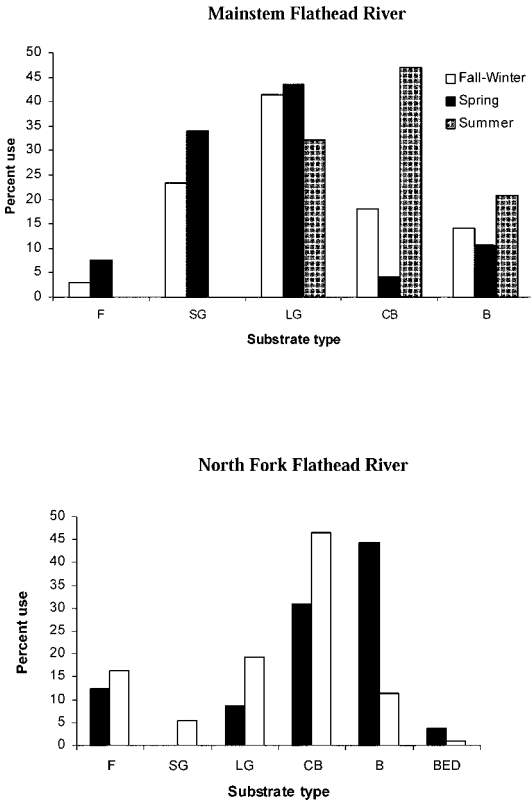 Mainstem Flathead River
50
45
40
35
30
25
20
15
10
5
0
Percent use
Fall-Winter
Spring
Summer
F SG LG CB B
Substrate type
North Fork Flathead River
50
45
40
35
30
25
20
15
10
5
0
Percent use
F SG LG CB B BED
Substrate type